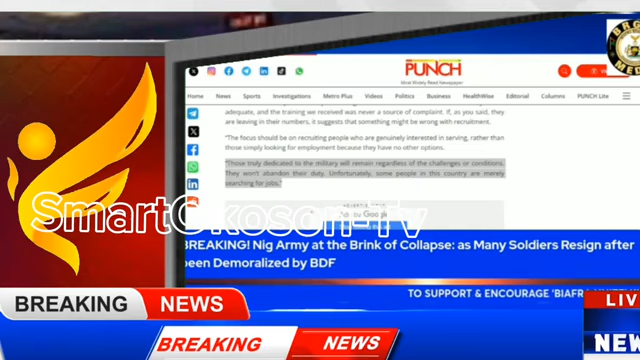 BRG
MED
PUNCH
Most Widely Read Newspaper
Home News Sports Investigations Metro Plus Videos Politics Business HealthWise Editorial Columns PUNCH Lite
adequate, and the training we received was never a source of complaint. If, as you said, they
are leaving in their numbers, it suggests that something might be wrong with recruitment.
"The focus should be on recruiting people who are genuinely interested in serving, rather than
those simply looking for employment because they have no other options.
"Those truly dedicated to the military will remain regardless of the challenges or conditions.
They won't abandon their duty. Unfortunately, some people in this country are merely
searching for jobs."
SmartOkoson-Tv
Google
BREAKING! Nig Army at the Brink of Collapse: as Many Soldiers Resign after
been Demoralized by BDF
TO SUPPORT & ENCOURAGE 'BIAFR
LIV
BREAKING NEWS
BREAKING NEWS
NEW